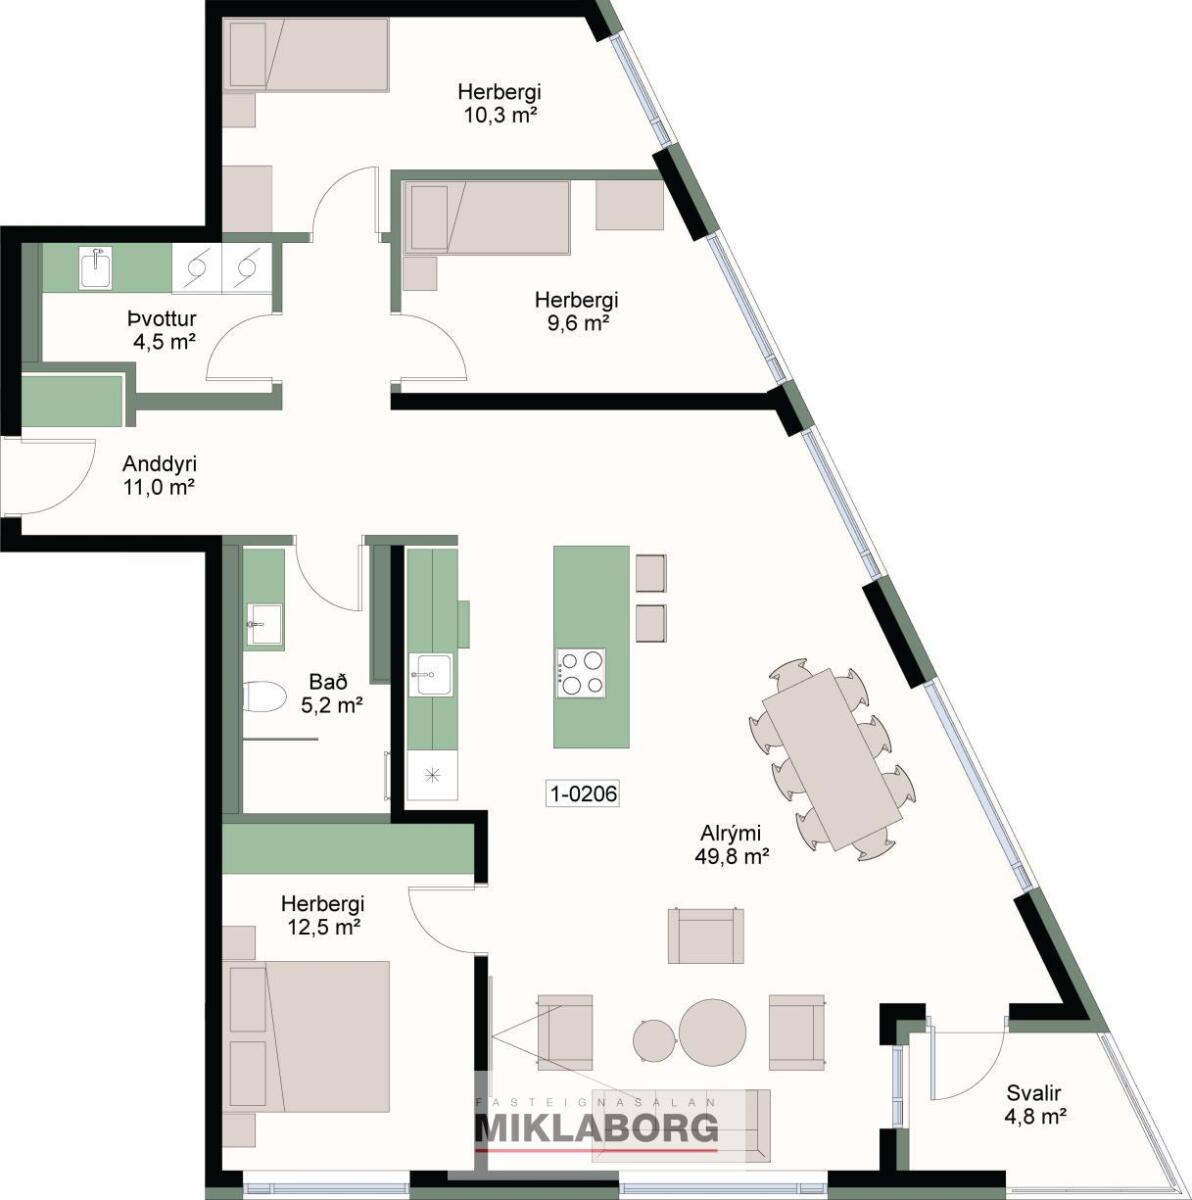 Herbergi
10,3 m²
Herbergi
9,6 m²
Þvottur
4,5 m²
Anddyri
11,0 m²
Bað
5,2 m²
1-0206
Alrými
49,8 m²
Herbergi
12,5 m²
Svalir
4,8 m²
FASTEIGNASALAN
MIKLABORG